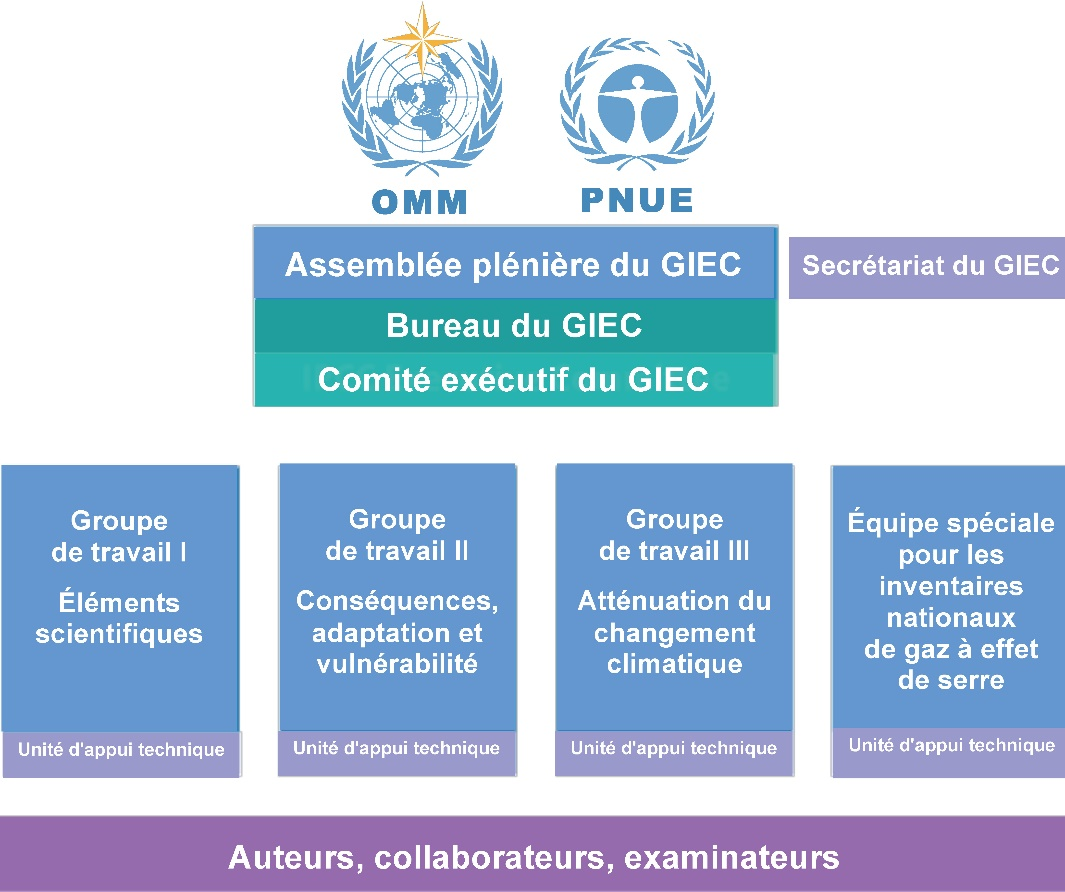 OMM
PNUE
Assemblée plénière du GIEC
Secrétariat du GIEC
Bureau du GIEC
Comité exécutif du GIEC
Groupe
de travail I
Éléments
scientifiques
Unité d'appui technique
Groupe
de travail II
Conséquences,
adaptation et
vulnérabilité
Unité d'appui technique
Groupe
de travail III
Atténuation du
changement
climatique
Unité d'appui technique
Équipe spéciale
pour les
inventaires
nationaux
de gaz à effet
de serre
Unité d'appui technique
Auteurs, collaborateurs, examinateurs